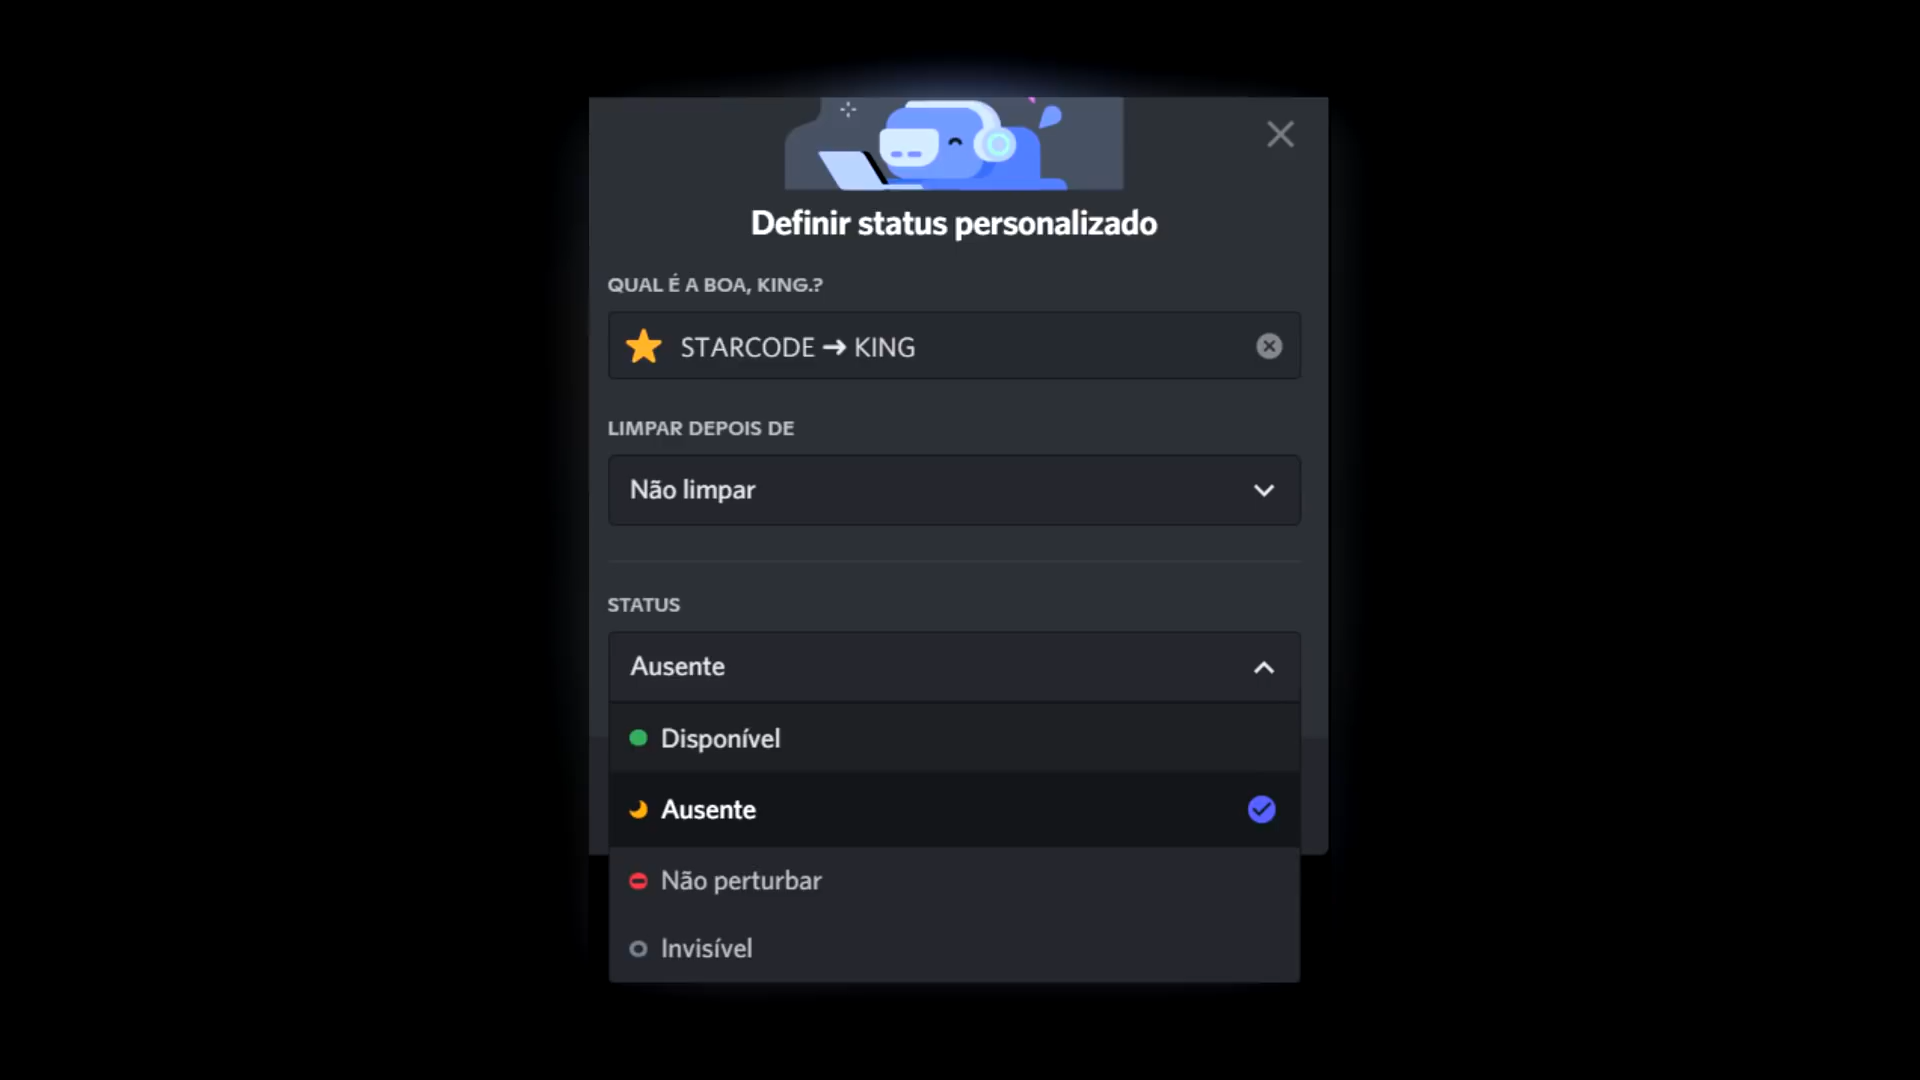 Definir status personalizado
QUAL É A BOA, KING.?
STARCODE → KING
LIMPAR DEPOIS DE
Não limpar
STATUS
Ausente
Disponível
Ausente
Não perturbar
Invisível